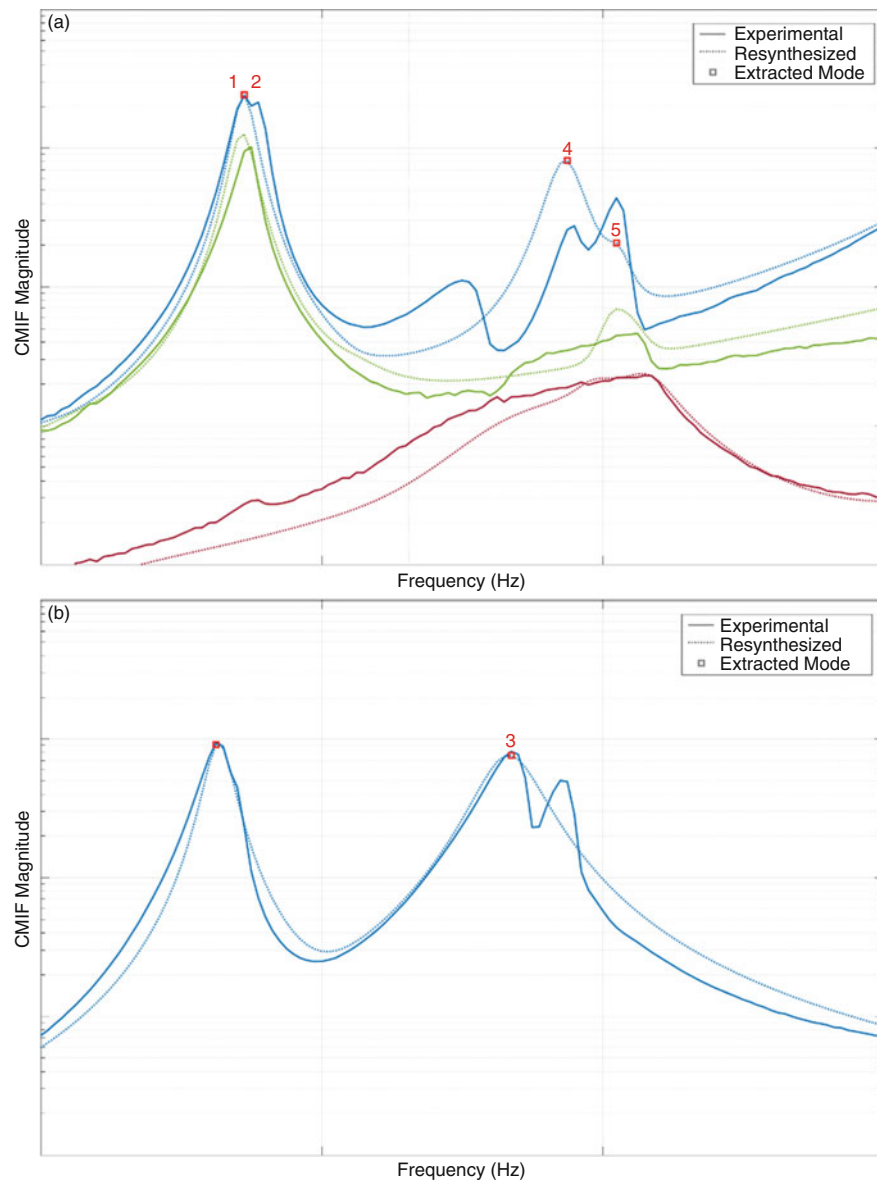 (a)
Experimental
Resynthesized
Extracted Mode
1 2
4
5
CMIF Magnitude
Frequency (Hz)
(b)
Experimental
Resynthesized
Extracted Mode
3
CMIF Magnitude
Frequency (Hz)